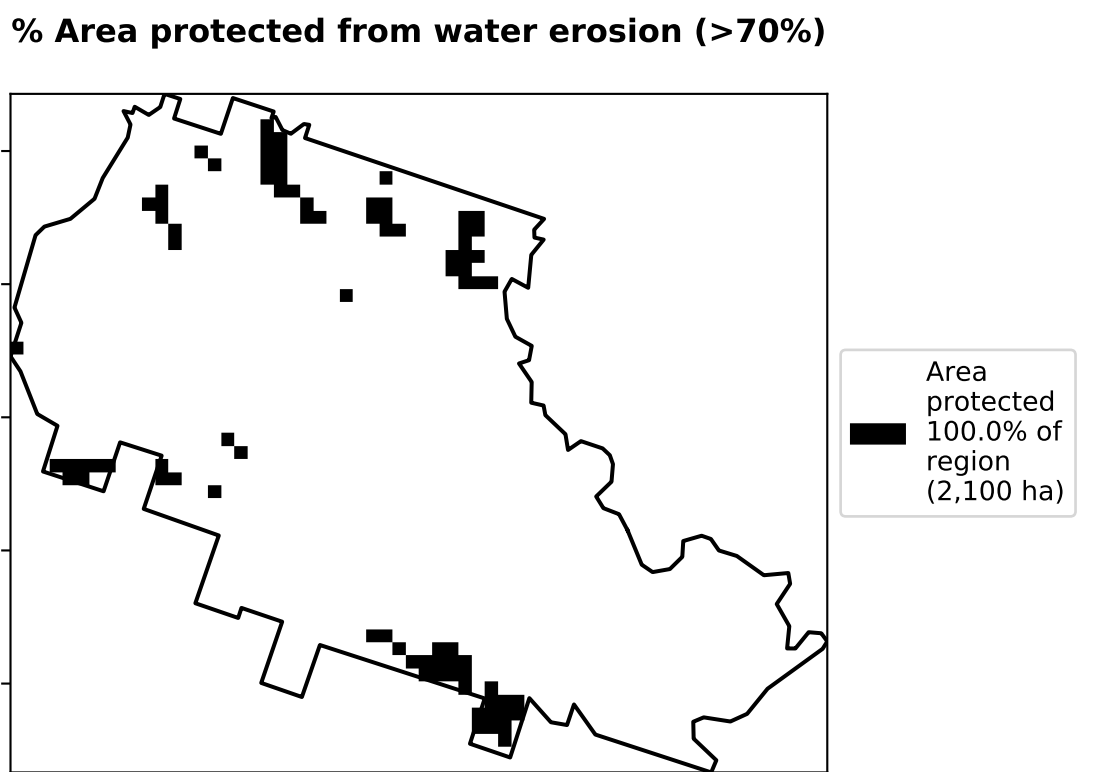 % Area protected from water erosion (>70%)
Area
protected
100.0% of
region
(2,100 ha)